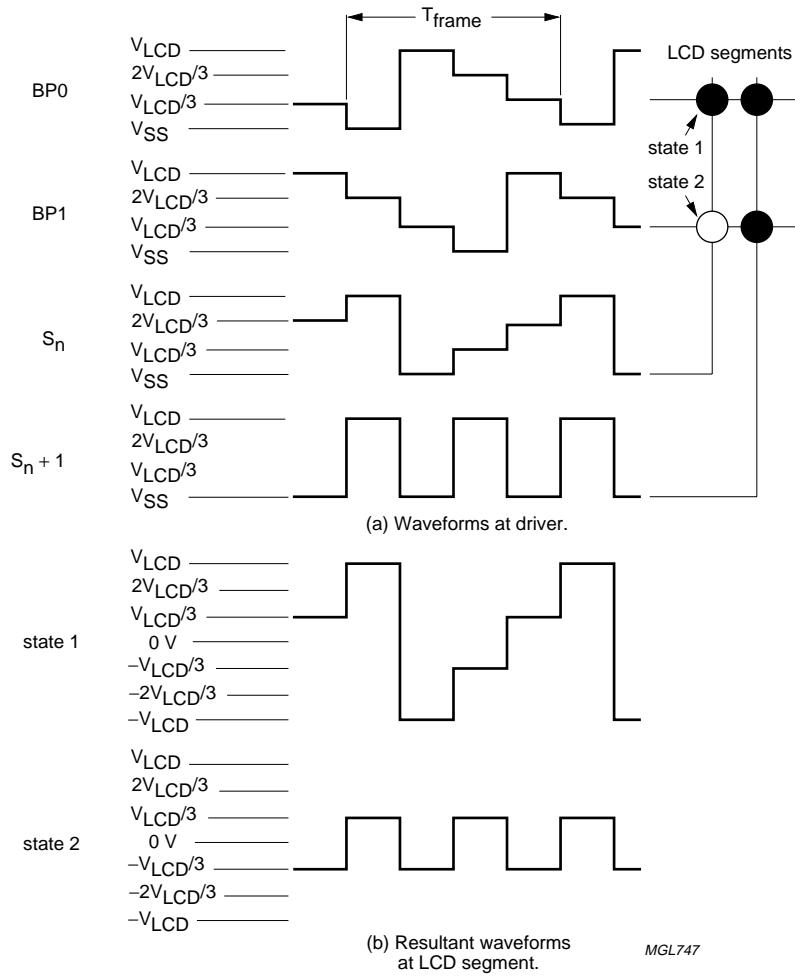 Tframe
VLCD
2VLCD/3
LCD segments
BP0
VLCD/3
VSS
state 1
VLCD
state 2
2VLCD/3
BP1
VLCD/3
VSS
VLCD
2VLCD/3
Sn
VLCD/3
VSS
VLCD
2VLCD/3
Sn + 1
VLCD/3
VSS
(a) Waveforms at driver.
VLCD
2VLCD/3
VLCD/3
state 1
0 V
−VLCD/3
−2VLCD/3
−VLCD
VLCD
2VLCD/3
VLCD/3
state 2
0 V
−VLCD/3
−2VLCD/3
−VLCD
(b) Resultant waveforms
at LCD segment.
MGL747